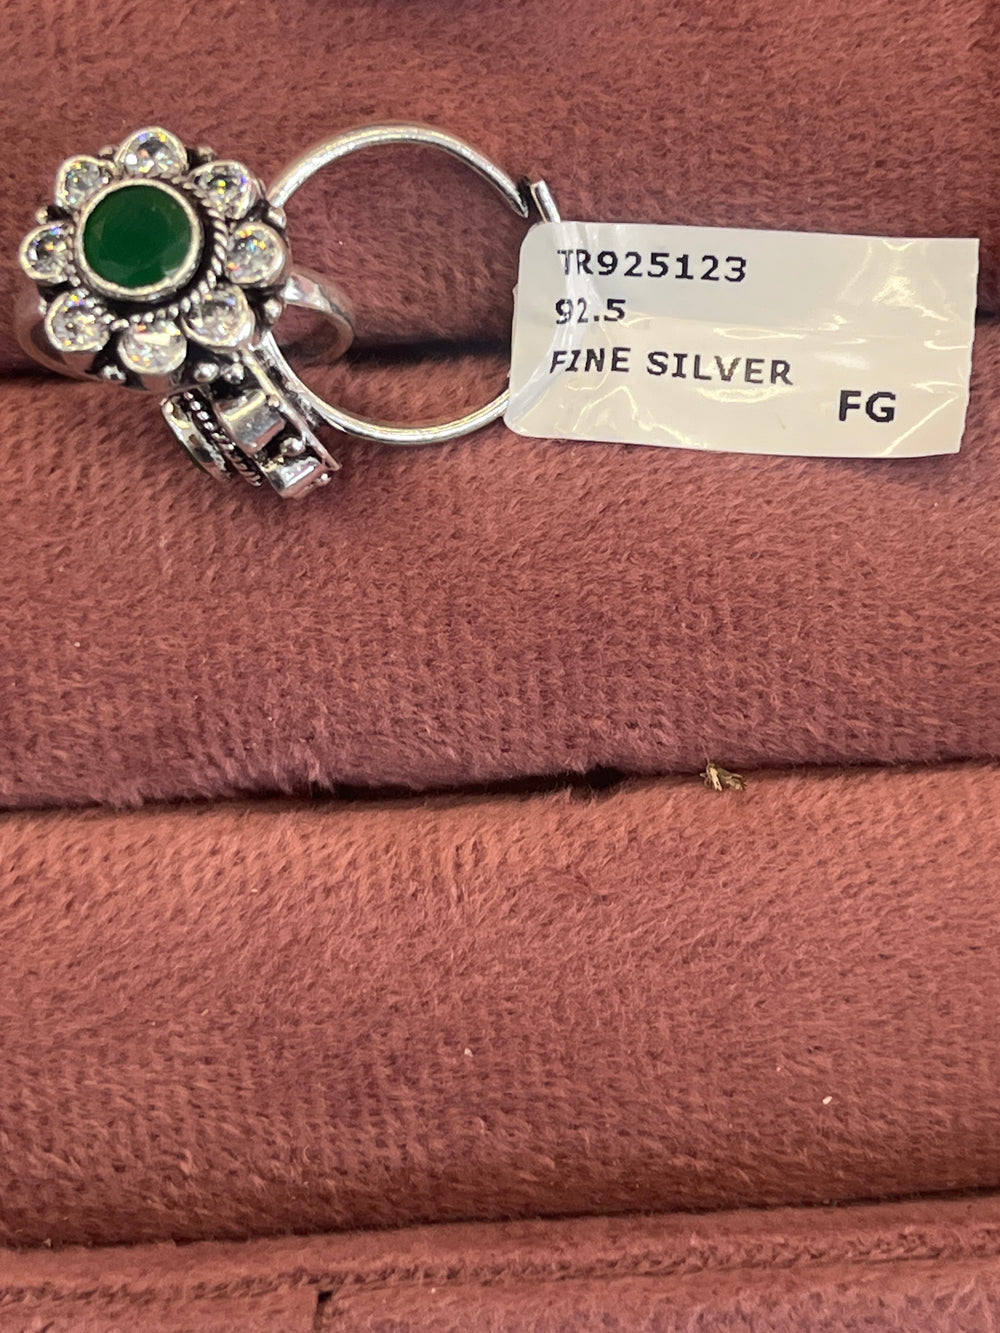 TR925123
92.5
FINE SILVER
FG